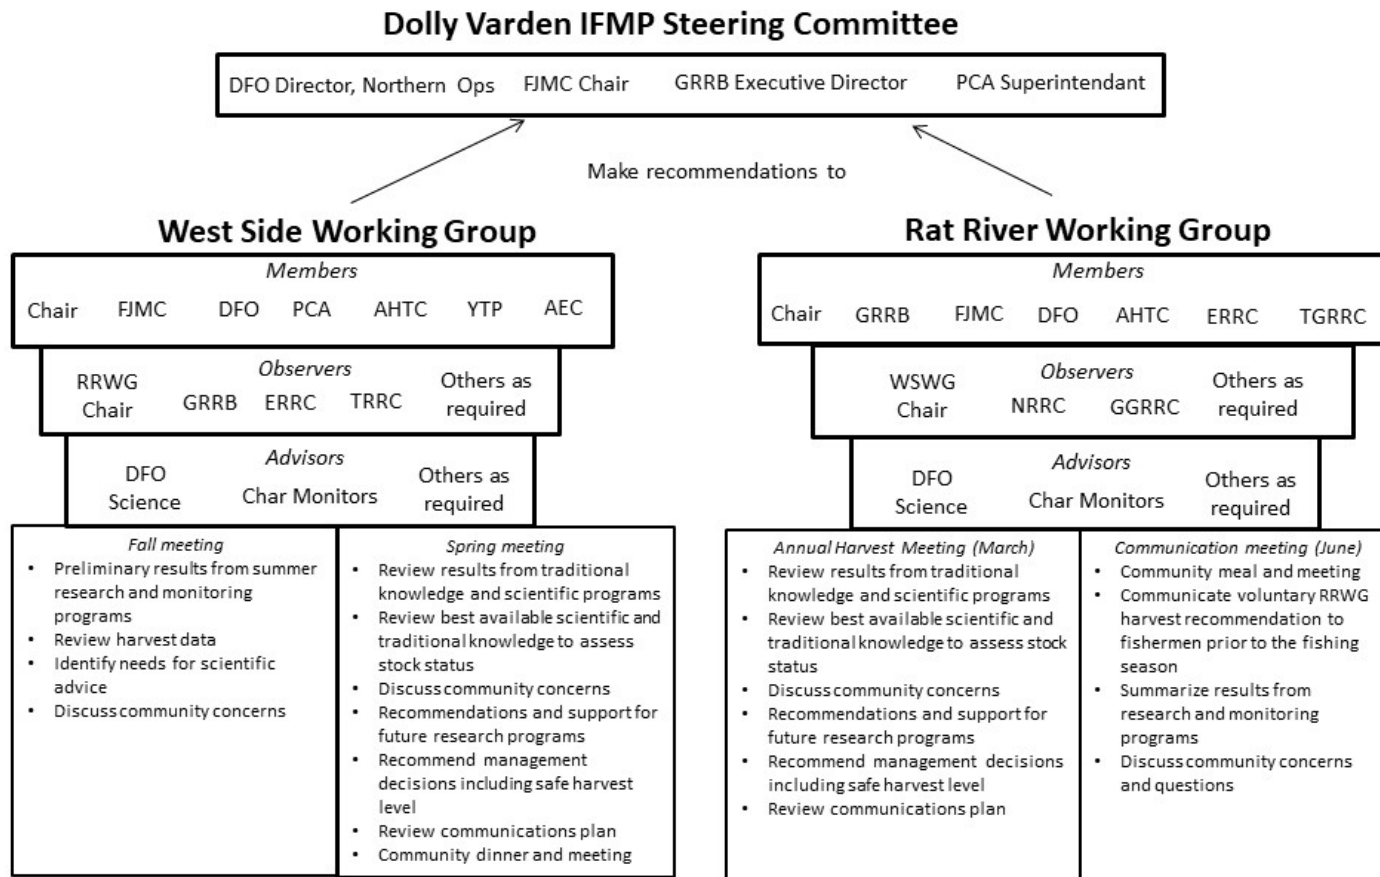 Dolly Varden IFMP Steering Committee
DFO Director, Northern Ops FJMC Chair GRRB Executive Director PCA Superintendant
Make recommendations to
West Side Working Group
Members
Chair FJMC DFO PCA AHTC YTP AEC
Observers
RRWG Chair GRRB ERRC TRRC Others as required
Advisors
DFO Science Char Monitors Others as required
Fall meeting
• Preliminary results from summer
research and monitoring
programs
• Review harvest data
• Identify needs for scientific
advice
• Discuss community concerns
Spring meeting
• Review results from traditional
knowledge and scientific programs
• Review best available scientific and
traditional knowledge to assess
stock status
• Discuss community concerns
• Recommendations and support for
future research programs
• Recommend management
decisions including safe harvest
level
• Review communications plan
• Community dinner and meeting
Rat River Working Group
Members
Chair GRRB FJMC DFO AHTC ERRC TGRRC
Observers
WSWG Chair NRRC GGRRC Others as required
Advisors
DFO Science Char Monitors Others as required
Annual Harvest Meeting (March)
• Review results from traditional
knowledge and scientific programs
• Review best available scientific and
traditional knowledge to assess stock
status
• Discuss community concerns
• Recommendations and support for
future research programs
• Recommend management decisions
including safe harvest level
• Review communications plan
Communication meeting (June)
• Community meal and meeting
• Communicate voluntary RRWG
harvest recommendation to
fishermen prior to the fishing
season
• Summarize results from
research and monitoring
programs
• Discuss community concerns
and questions